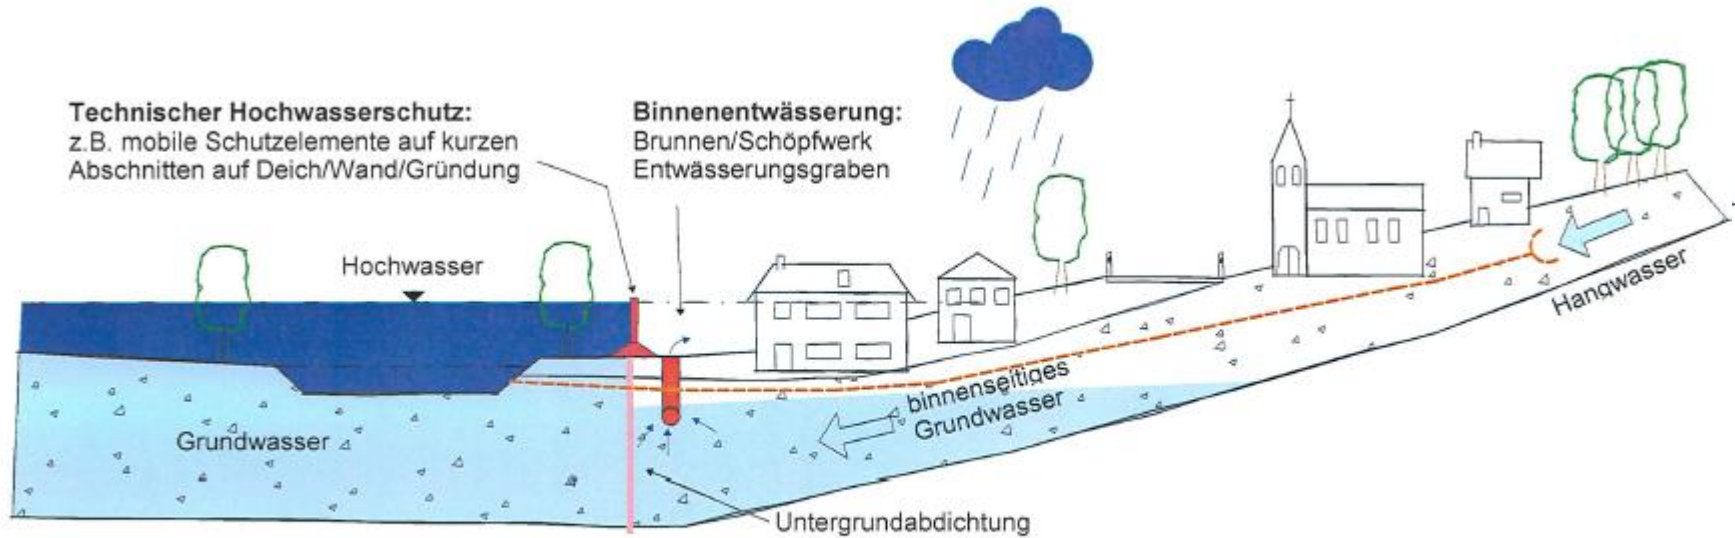 Technischer Hochwasserschutz:
z.B. mobile Schutzelemente auf kurzen
Abschnitten auf Deich/Wand/Gründung
Binnenentwässerung:
Brunnen/Schöpfwerk
Entwässerungsgraben
Hochwasser
Hangwasser
binnenseitiges
Grundwasser
Grundwasser
Untergrundabdichtung